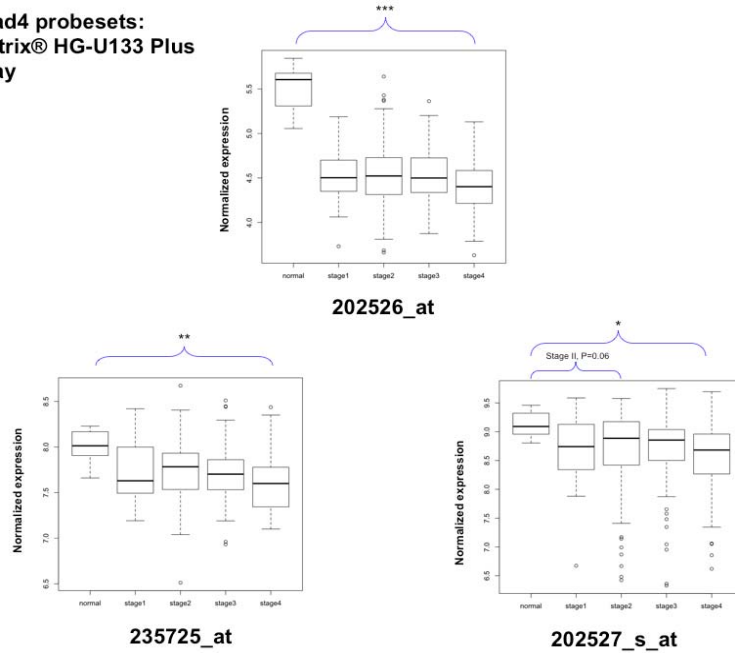 ad4 probesets:
trix® HG-U133 Plus
ay
***
Normalized expression
5.5
5.0
4.5
4.0
normal stage1 stage2 stage3 stage4
202526_at
**
Normalized expression
8.5
8.0
7.5
7.0
6.5
normal stage1 stage2 stage3 stage4
235725_at
*
Stage II, P=0.06
Normalized expression
9.5
9.0
8.5
8.0
7.5
7.0
6.5
normal stage1 stage2 stage3 stage4
202527_s_at